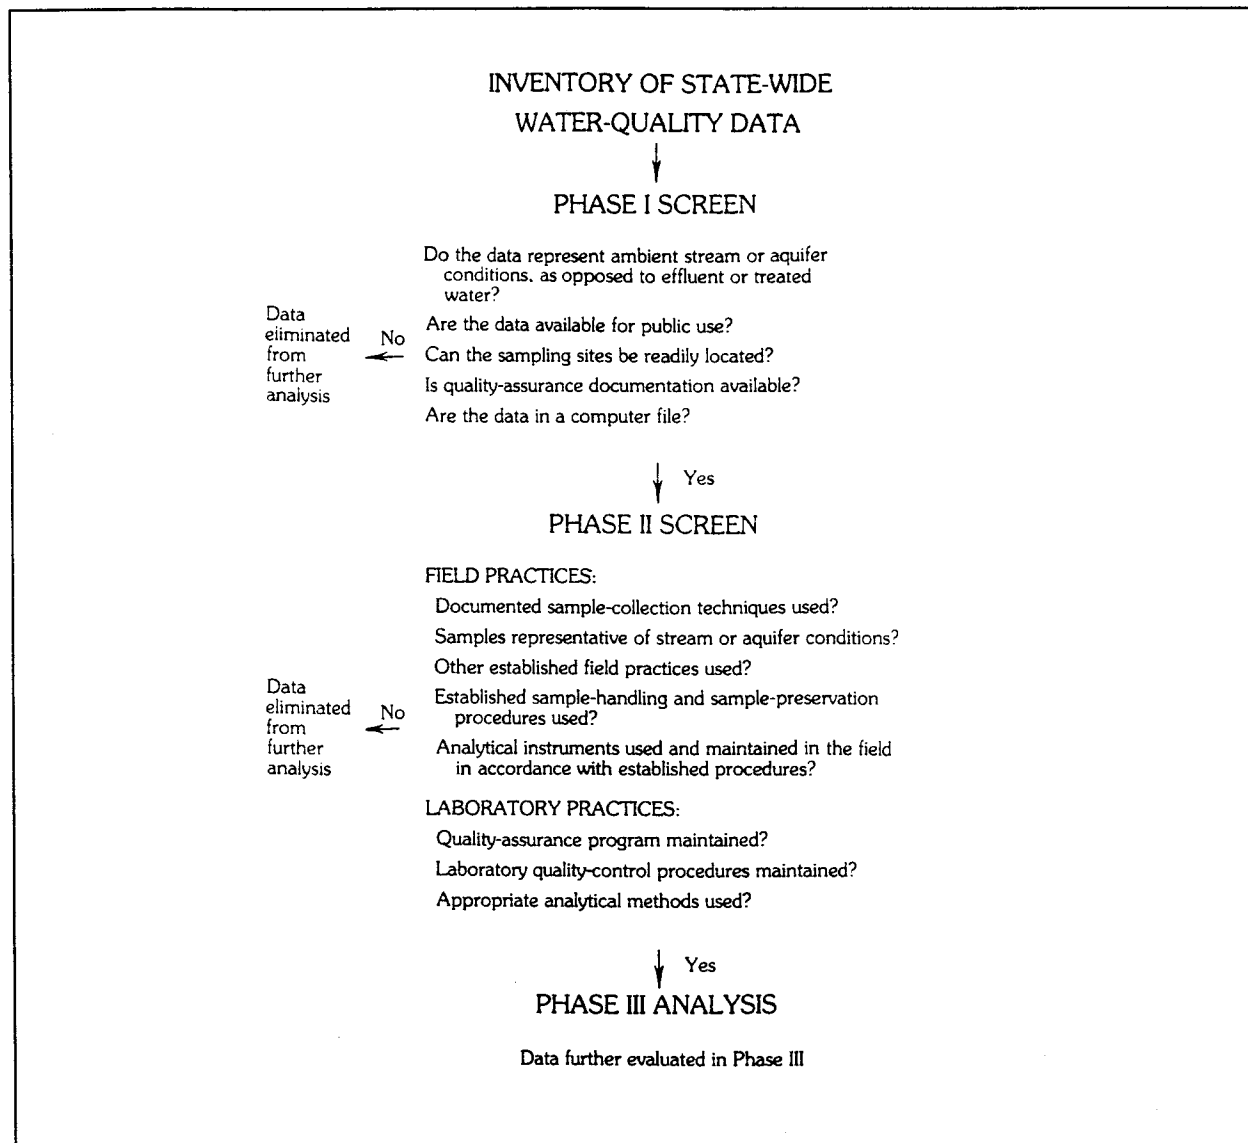 INVENTORY OF STATE-WIDE
WATER-QUALITY DATA
PHASE I SCREEN
Do the data represent ambient stream or aquifer
conditions, as opposed to effluent or treated
water?
Are the data available for public use?
Can the sampling sites be readily located?
Is quality-assurance documentation available?
Are the data in a computer file?
Data
eliminated
from
further
analysis
No
Yes
PHASE II SCREEN
FIELD PRACTICES:
Documented sample-collection techniques used?
Samples representative of stream or aquifer conditions?
Other established field practices used?
Established sample-handling and sample-preservation
procedures used?
Analytical instruments used and maintained in the field
in accordance with established procedures?
Data
eliminated
from
further
analysis
No
LABORATORY PRACTICES:
Quality-assurance program maintained?
Laboratory quality-control procedures maintained?
Appropriate analytical methods used?
Yes
PHASE III ANALYSIS
Data further evaluated in Phase III